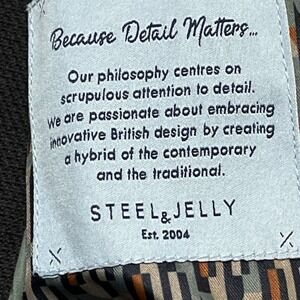 Because Detail Matters...
Our philosophy centres on
scrupulous attention to detail.
We are passionate about embracing
innovative British design by creating
a hybrid of the contemporary
and the traditional.
STEEL & JELLY
Est. 2004